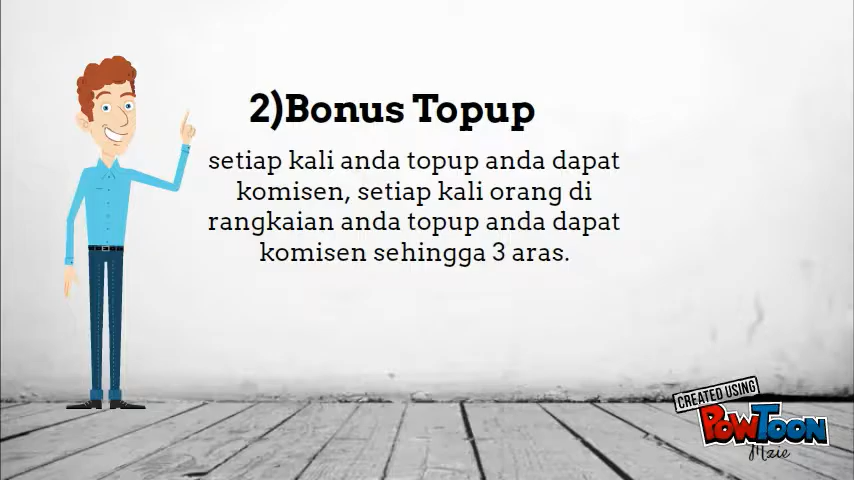 2)Bonus Topup
setiap kali anda topup anda dapat
komisen, setiap kali orang di
rangkaian anda topup anda dapat
komisen sehingga 3 aras.
CREATED USING
POWTOON
Mzie